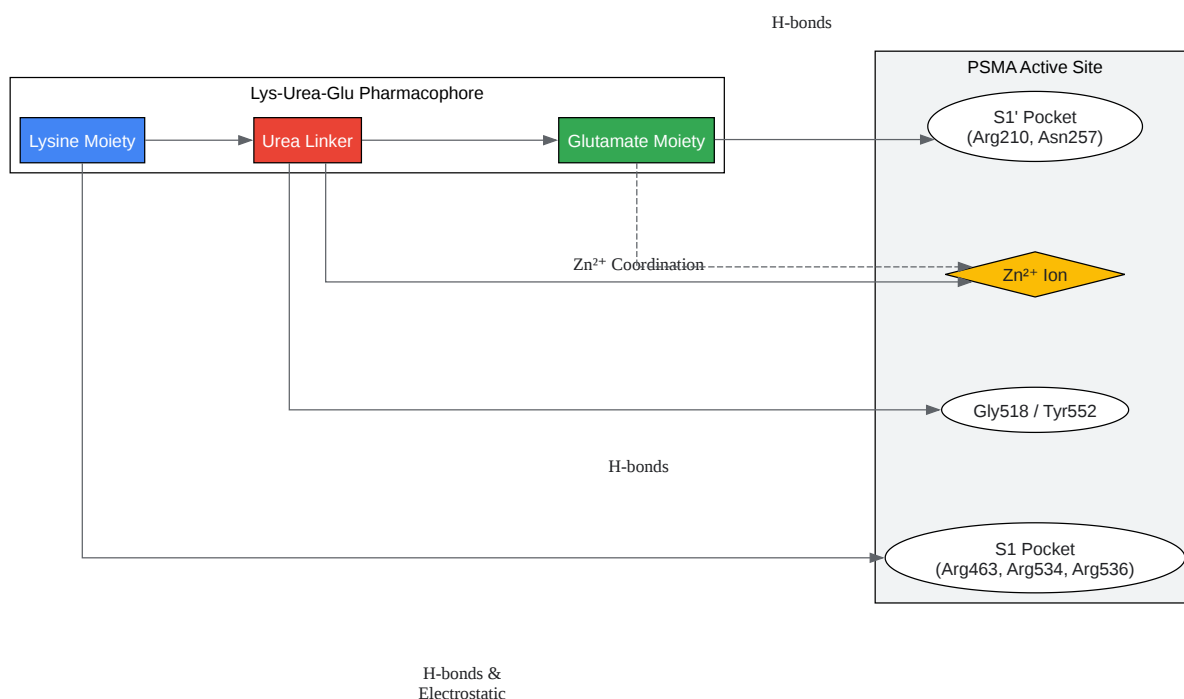 H-bonds
PSMA Active Site
Lys-Urea-Glu Pharmacophore
S1' Pocket
(Arg210, Asn257)
Lysine Moiety
Urea Linker
Glutamate Moiety
Zn²⁺ Coordination
Zn²⁺ Ion
Gly518 / Tyr552
H-bonds
S1 Pocket
(Arg463, Arg534, Arg536)
H-bonds &
Electrostatic